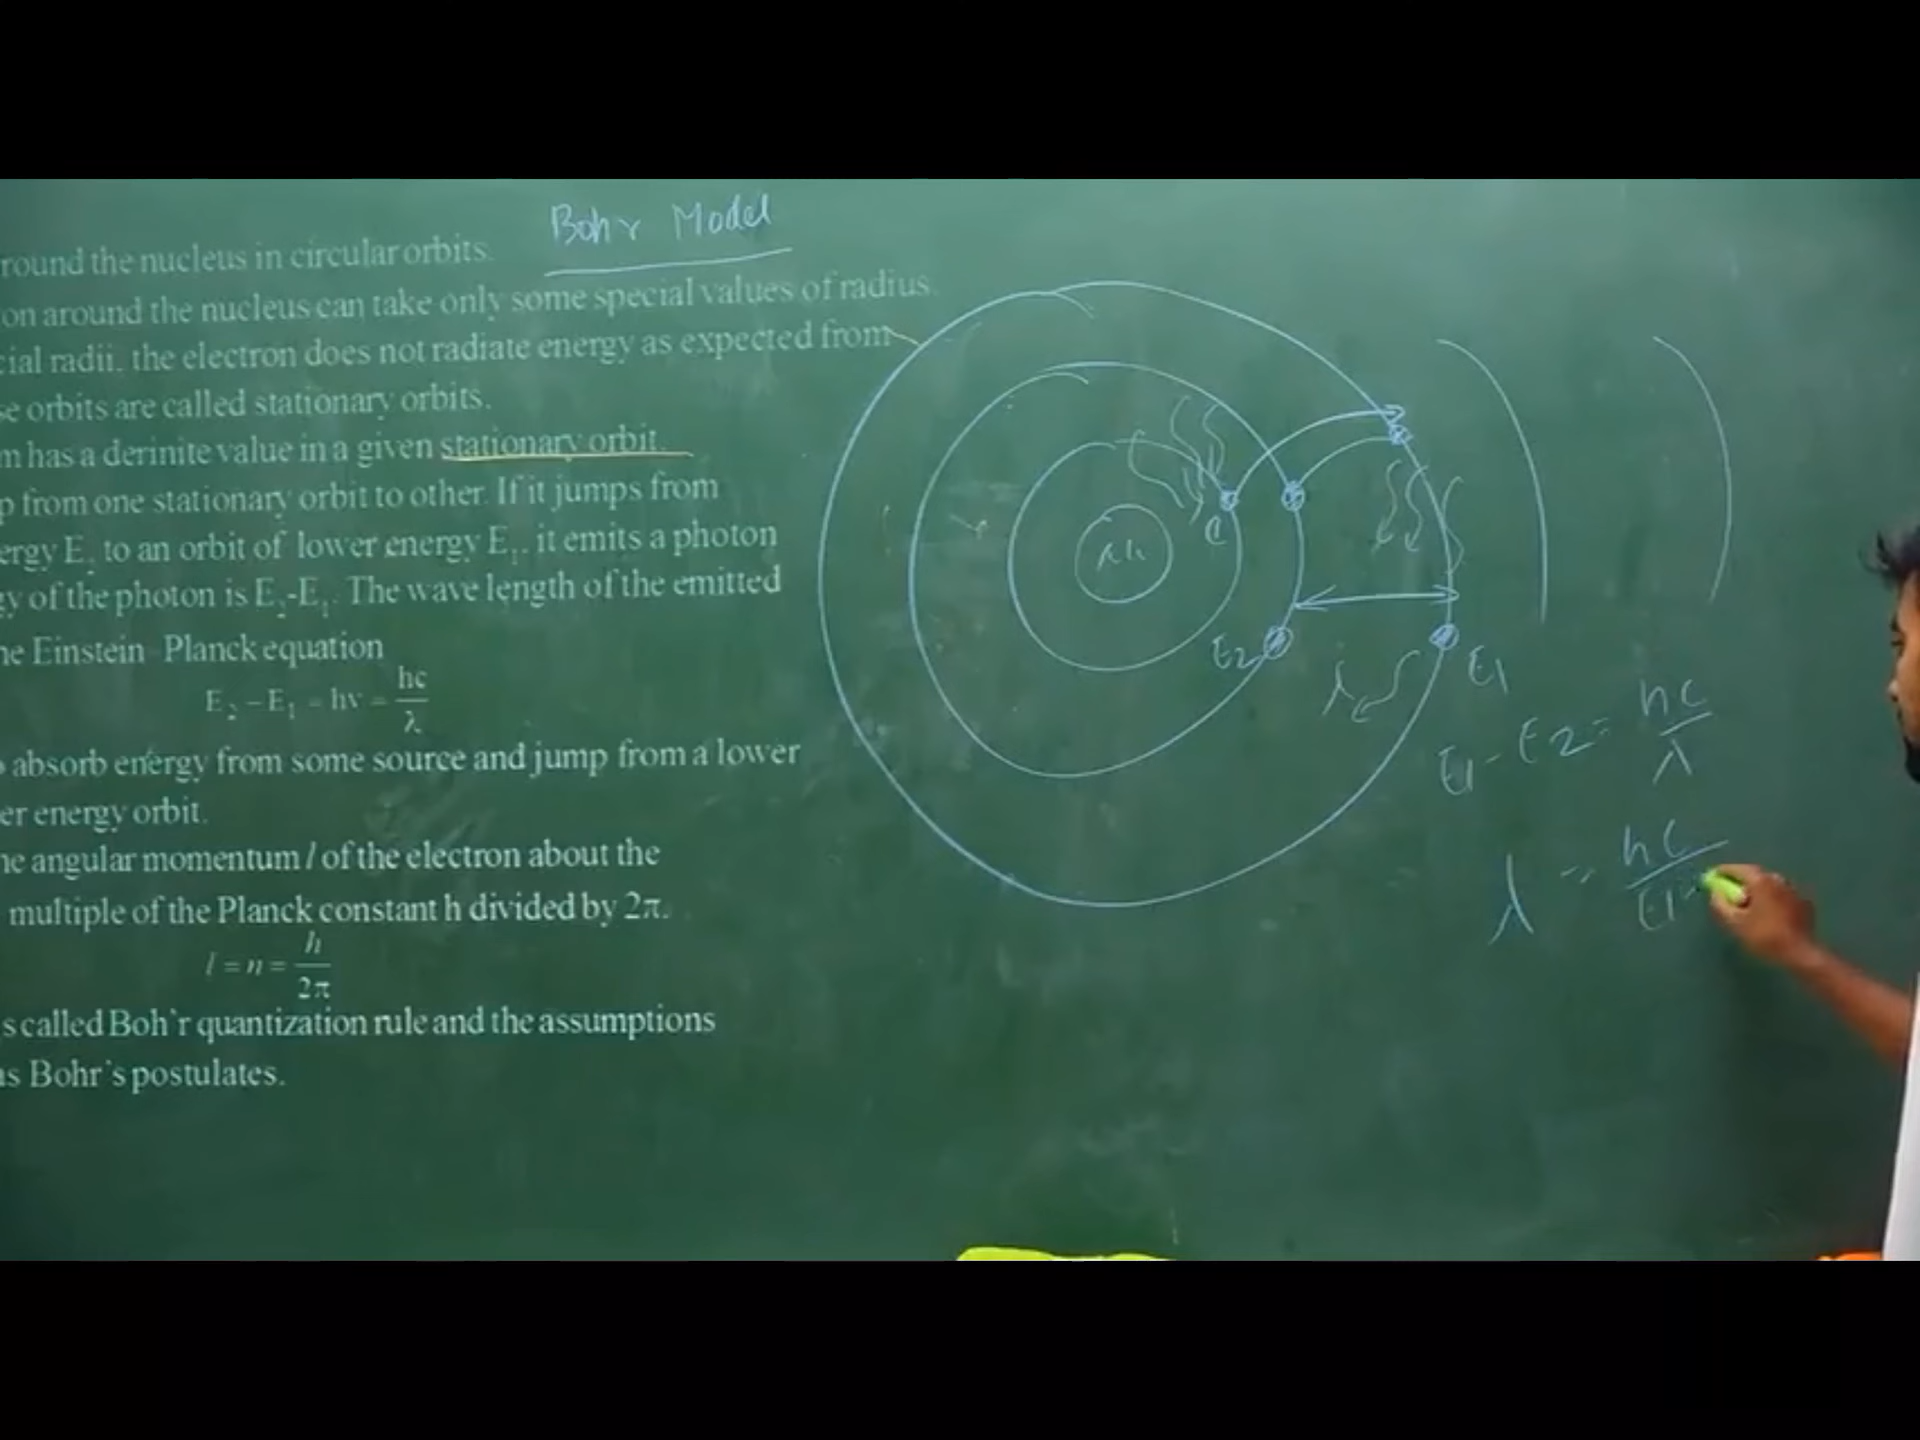 Bohr Model
round the nucleus in circular orbits.
on around the nucleus can take only some special values of radius.
cial radii. the electron does not radiate energy as expected from
se orbits are called stationary orbits.
m has a derinite value in a given stationary orbit.
p from one stationary orbit to other. If it jumps from
ergy E₂ to an orbit of lower energy E₁, it emits a photon
gy of the photon is E₂-E₁. The wave length of the emitted
he Einstein Planck equation
E₂ – E₁ = hv = hc/λ
o absorb energy from some source and jump from a lower
er energy orbit.
he angular momentum l of the electron about the
multiple of the Planck constant h divided by 2π.
l = n = h/2π
s called Boh'r quantization rule and the assumptions
as Bohr's postulates.
e
E2
E1
λ
E1 - E2 = hc/λ
λ = hc/E1-